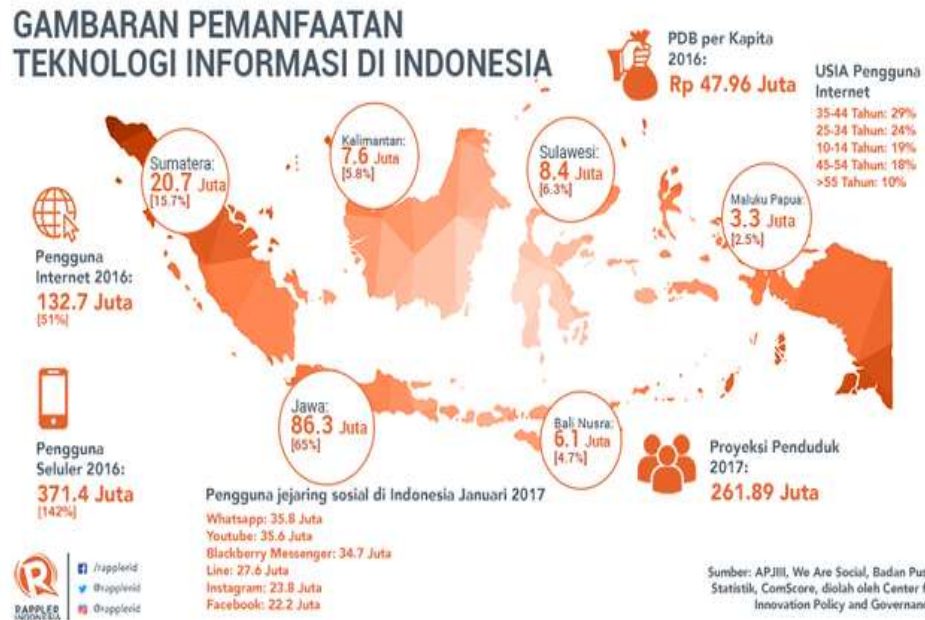 GAMBARAN PEMANFAATAN
TEKNOLOGI INFORMASI DI INDONESIA
PDB per Kapita
2016:
Rp 47.96 Juta
USIA Pengguna
Internet
35-44 Tahun: 29%
25-34 Tahun: 24%
10-14 Tahun: 19%
45-54 Tahun: 18%
>55 Tahun: 10%
Sumatera:
20.7 Juta
[15.7%]
Kalimantan:
7.6 Juta
[5.8%]
Sulawesi:
8.4 Juta
[6.3%]
Maluku Papua:
3.3 Juta
[2.5%]
Pengguna
Internet 2016:
132.7 Juta
[51%]
Jawa:
86.3 Juta
[65%]
Bali Nusra:
6.1 Juta
[4.7%]
Pengguna
Seluler 2016:
371.4 Juta
[142%]
Proyeksi Penduduk
2017:
261.89 Juta
Pengguna jejaring sosial di Indonesia Januari 2017
Whatsapp: 35.8 Juta
Youtube: 35.6 Juta
Blackberry Messenger: 34.7 Juta
Line: 27.6 Juta
Instagram: 23.8 Juta
Facebook: 22.2 Juta
R
RAPPLER
INDONESIA
/rapplerid
@rapplerid
@rapplerid
Sumber: APJIII, We Are Social, Badan Pus
Statistik, ComScore, diolah oleh Center f
Innovation Policy and Governan